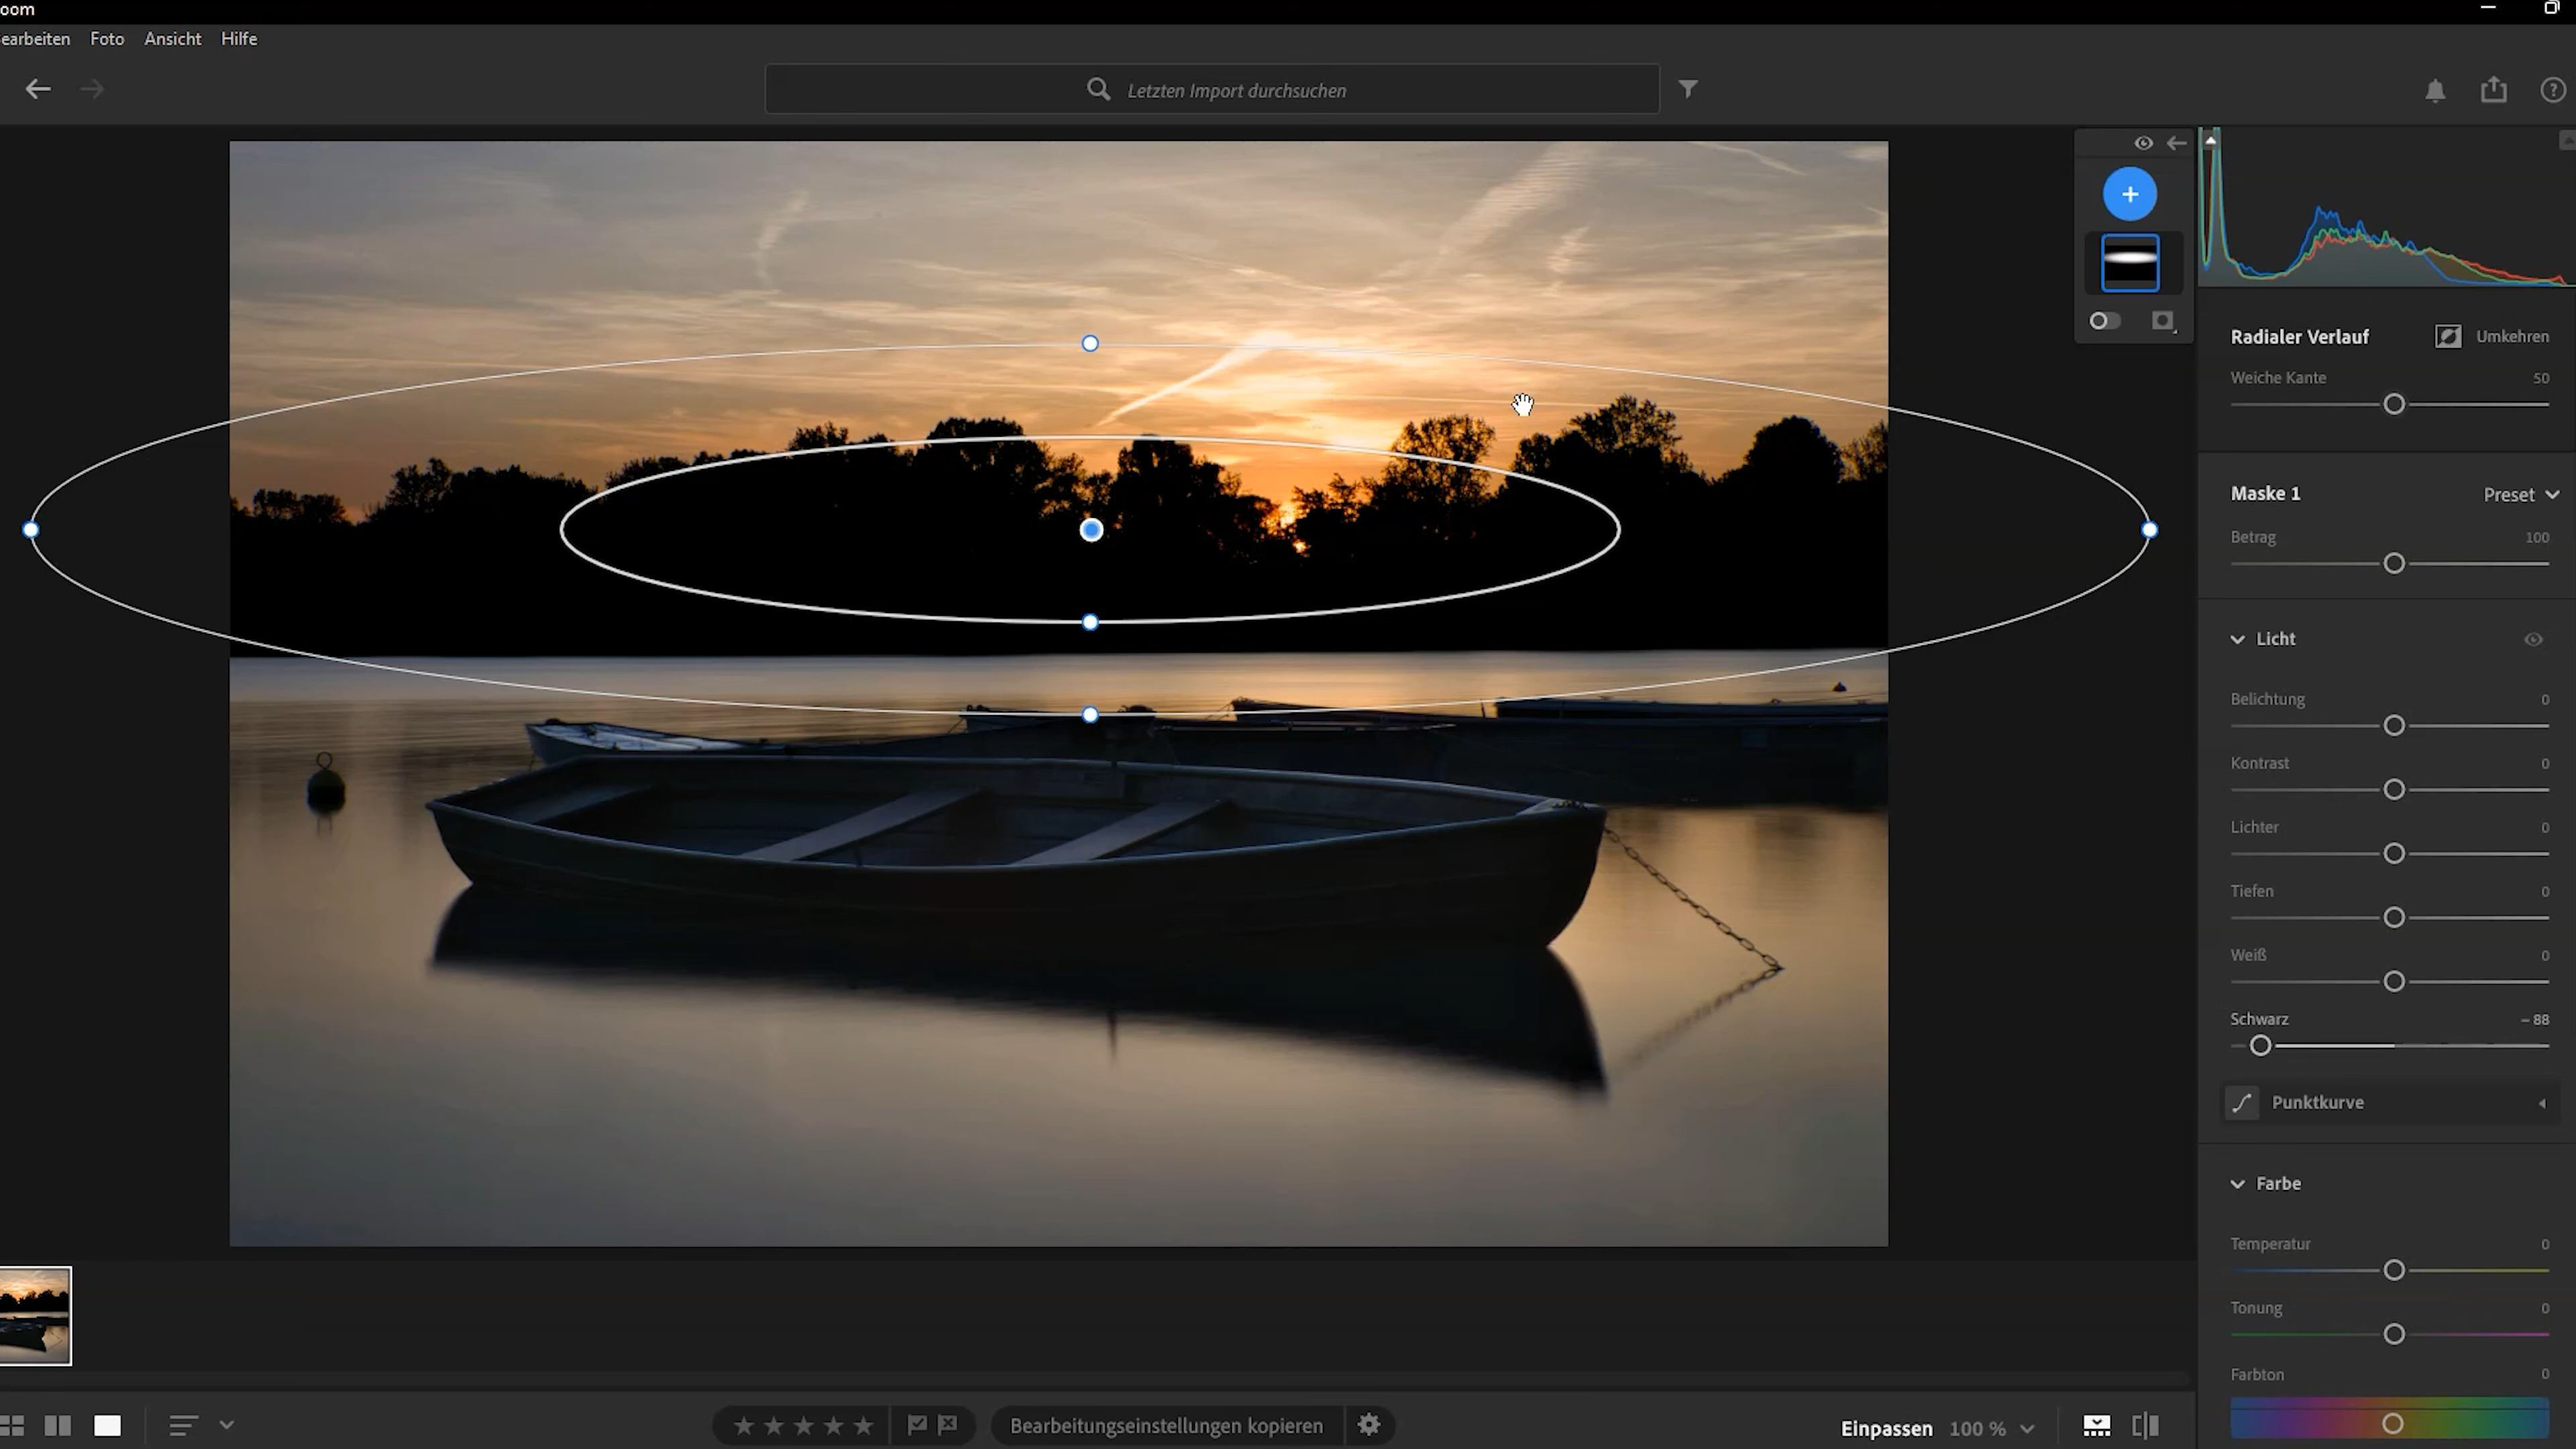 oom
earbeiten Foto Ansicht Hilfe
Letzten Import durchsuchen
Radialer Verlauf Umkehren
Weiche Kante 50
Maske 1 Preset
Betrag 100
Licht
Belichtung 0
Kontrast 0
Lichter 0
Tiefen 0
Weiß 0
Schwarz – 88
Punktkurve
Farbe
Temperatur 0
Tonung 0
Farbton 0
Bearbeitungseinstellungen kopieren
Einpassen 100 %